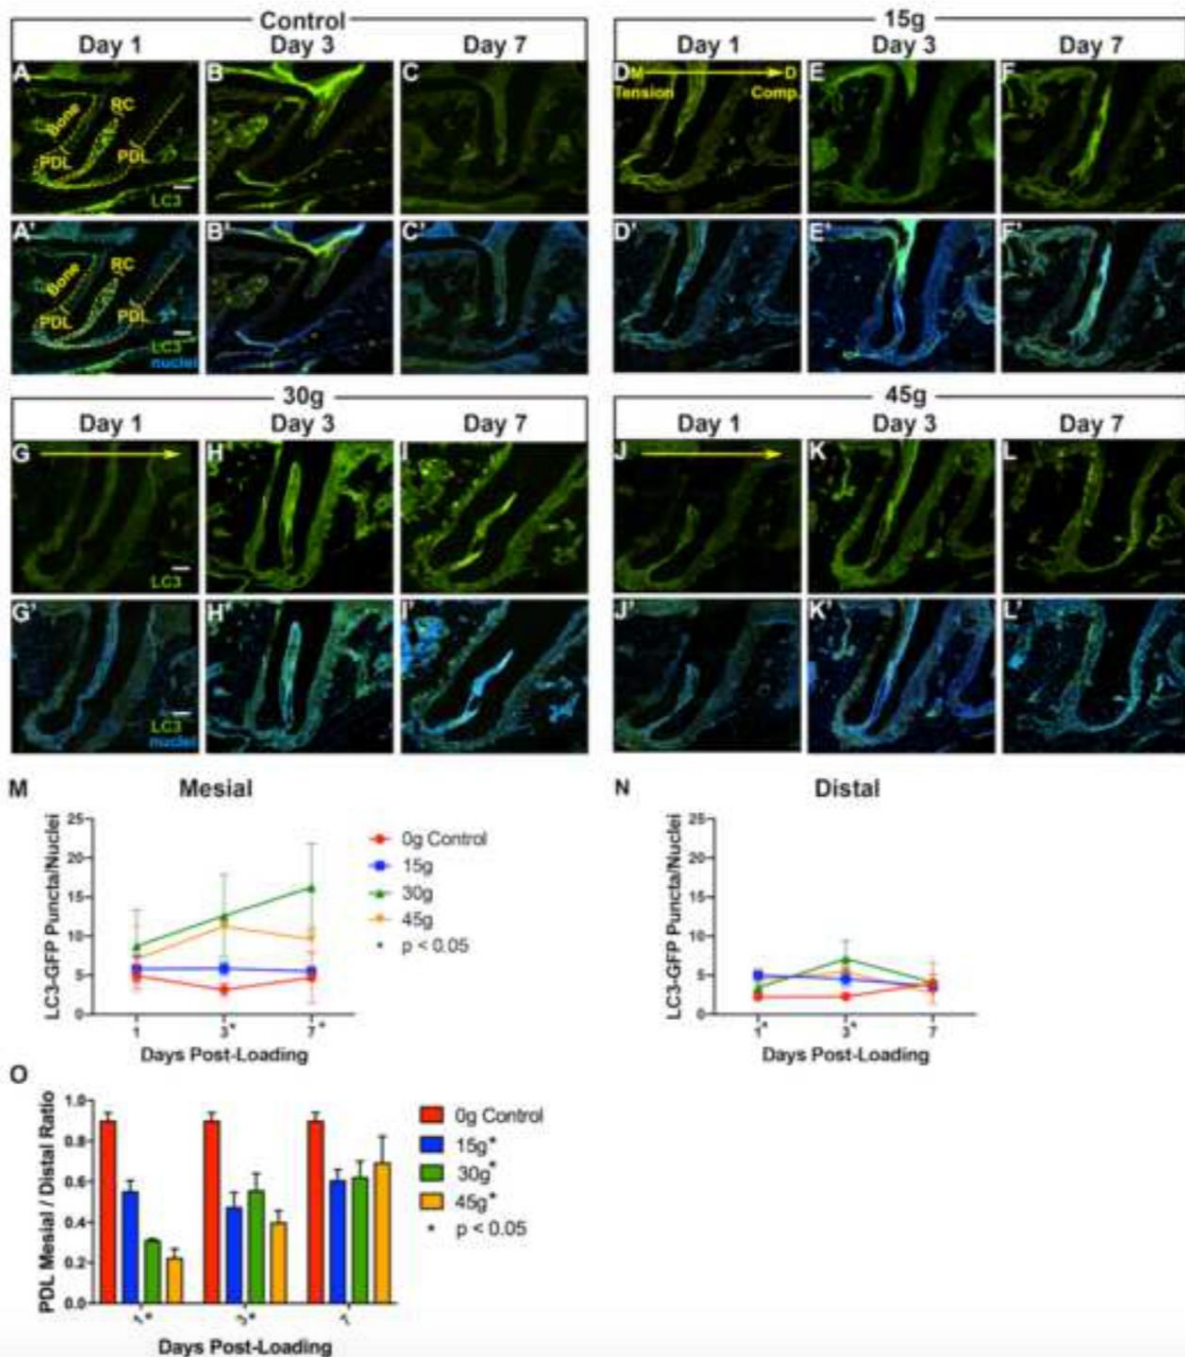 Control
15g
Day 1 Day 3 Day 7
Day 1 Day 3 Day 7
A B C D M D E F
Tension Comp.
Bone RC
PDL PDL
LC3
A' B' C' D' E' F'
Bone RC
PDL PDL
LC3
nuclei
30g
45g
Day 1 Day 3 Day 7
Day 1 Day 3 Day 7
G H I J K L
LC3
G' H' I' J' K' L'
LC3
nuclei
M Mesial
LC3-GFP Puncta/Nuclei
25
20
15
10
5
0
1 3* 7*
Days Post-Loading
0g Control
15g
30g
45g
* p < 0.05
N Distal
LC3-GFP Puncta/Nuclei
25
20
15
10
5
0
1* 3* 7
Days Post-Loading
O
PDL Mesial / Distal Ratio
1.0
0.8
0.6
0.4
0.2
0.0
1* 3* 7
Days Post-Loading
0g Control
15g*
30g*
45g*
* p < 0.05